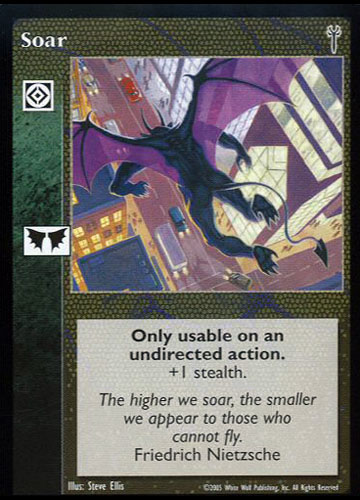 Soar
Only usable on an
undirected action.
+1 stealth.
The higher we soar, the smaller
we appear to those who
cannot fly.
Friedrich Nietzsche
Illus: Steve Ellis ©2005 White Wolf Publishing, Inc. All Rights Reserved